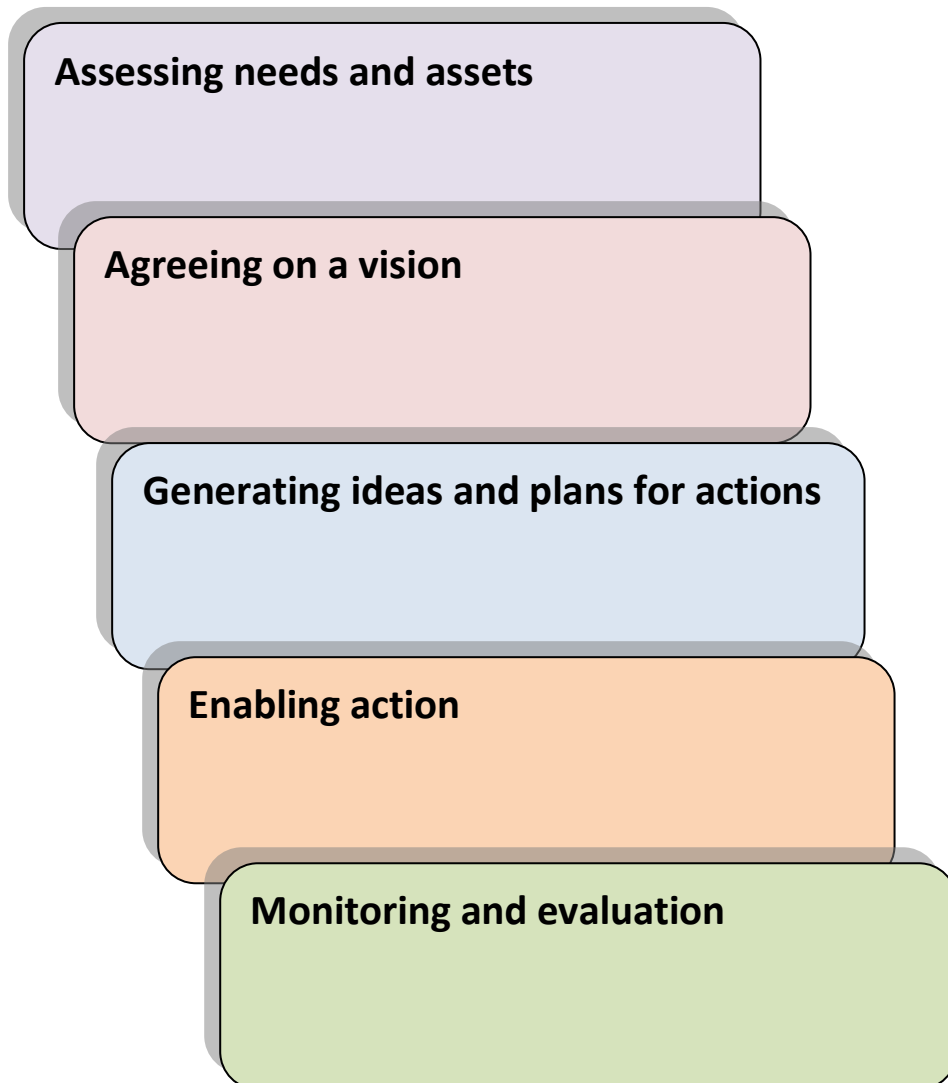 Assessing needs and assets
Agreeing on a vision
Generating ideas and plans for actions
Enabling action
Monitoring and evaluation